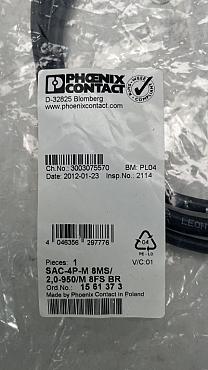 PHŒNIX
CONTACT
D-32825 Blomberg
www.phoenixcontact.com
Ch.No.: 3003075570 BM: PL04
Date: 2012-01-23 Insp.No.: 2114
4 046356 297776
04
PE-LD
Pieces: 1 V/C:01
SAC-4P-M 8MS/
2,0-950/M 8FS BR
Ord No.: 15 61 37 3
Made by Phoenix Contact in Poland